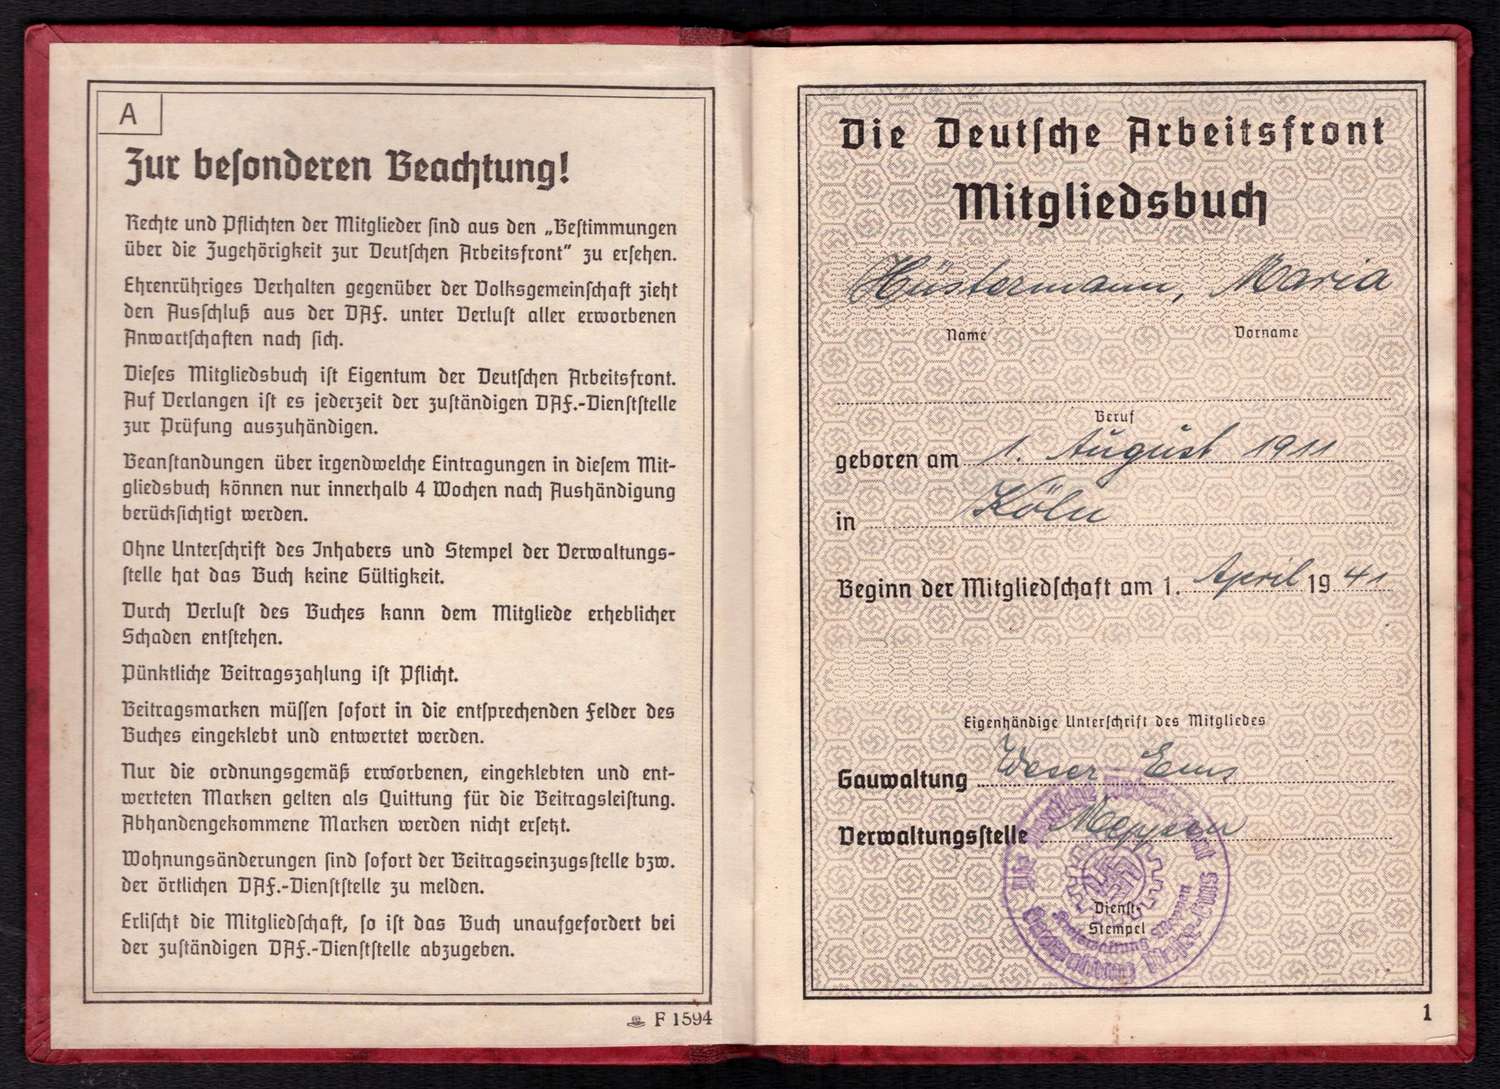 A
Zur besonderen Beachtung!
Rechte und Pflichten der Mitglieder sind aus den „Bestimmungen
über die Zugehörigkeit zur Deutschen Arbeitsfront“ zu ersehen.
Ehrenrühriges Verhalten gegenüber der Volksgemeinschaft zieht
den Ausschluß aus der DAF. unter Verlust aller erworbenen
Anwartschaften nach sich.
Dieses Mitgliedsbuch ist Eigentum der Deutschen Arbeitsfront.
Auf Verlangen ist es jederzeit der zuständigen DAF.-Dienststelle
zur Prüfung auszuhändigen.
Beanstandungen über irgendwelche Eintragungen in diesem Mit-
gliedsbuch können nur innerhalb 4 Wochen nach Aushändigung
berücksichtigt werden.
Ohne Unterschrift des Inhabers und Stempel der Verwaltungs-
stelle hat das Buch keine Gültigkeit.
Durch Verlust des Buches kann dem Mitgliede erheblicher
Schaden entstehen.
Pünktliche Beitragszahlung ist Pflicht.
Beitragsmarken müssen sofort in die entsprechenden Felder des
Buches eingeklebt und entwertet werden.
Nur die ordnungsgemäß erworbenen, eingeklebten und ent-
werteten Marken gelten als Quittung für die Beitragsleistung.
Abhandengekommene Marken werden nicht ersetzt.
Wohnungsänderungen sind sofort der Beitragseinzugsstelle bzw.
der örtlichen DAF.-Dienststelle zu melden.
Erlischt die Mitgliedschaft, so ist das Buch unaufgefordert bei
der zuständigen DAF.-Dienststelle abzugeben.
F 1594
Die Deutsche Arbeitsfront
Mitgliedsbuch
Hüstermann, Maria
Name Vorname
Beruf
geboren am 1. August 1911
in Köln
Beginn der Mitgliedschaft am 1. April 1941
Eigenhändige Unterschrift des Mitgliedes
Gauwaltung Weser Ems
Verwaltungsstelle Meppen
Die Deutsche Arbeitsfront
Kreiswaltung Meppen
Gauwaltung Weser-Ems
Dienst-
Stempel
1